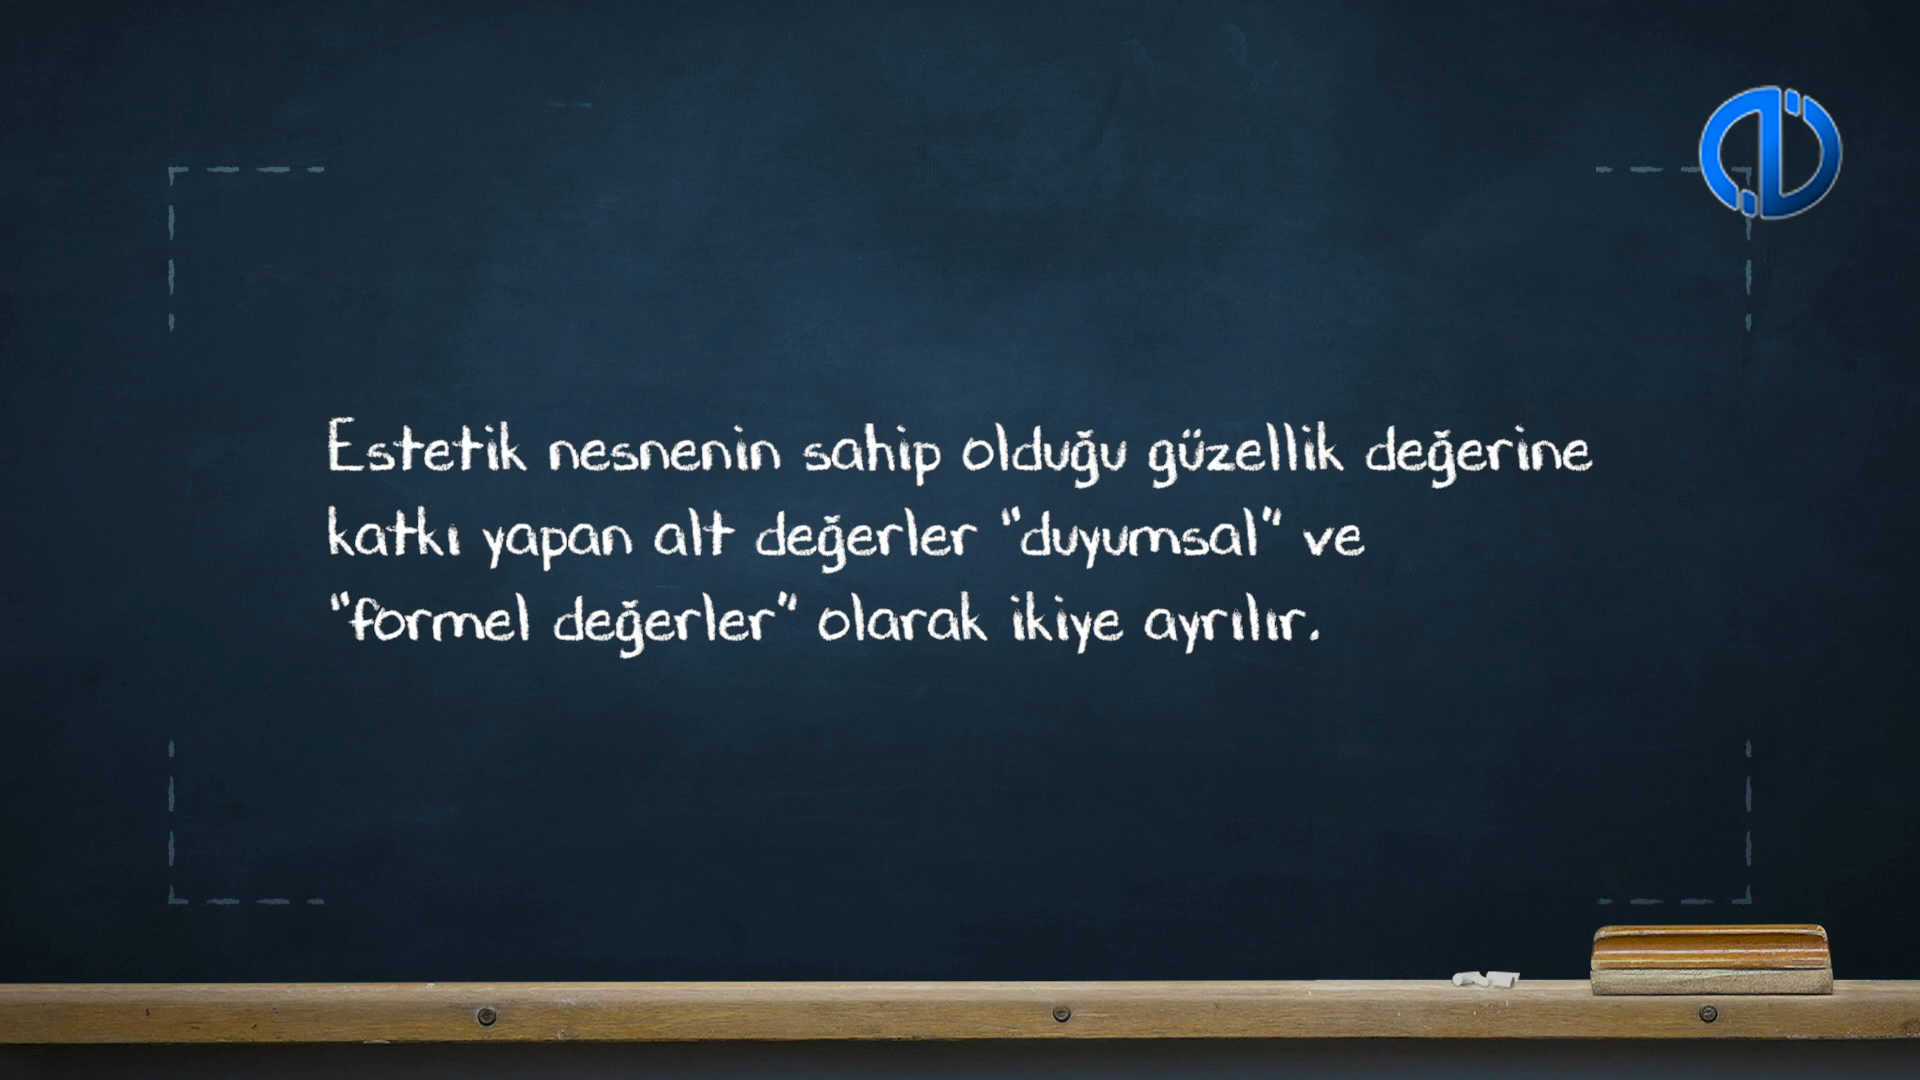 Estetik nesnenin sahip olduğu güzellik değerine
katkı yapan alt değerler "duyumsal" ve
"formel değerler" olarak ikiye ayrılır.